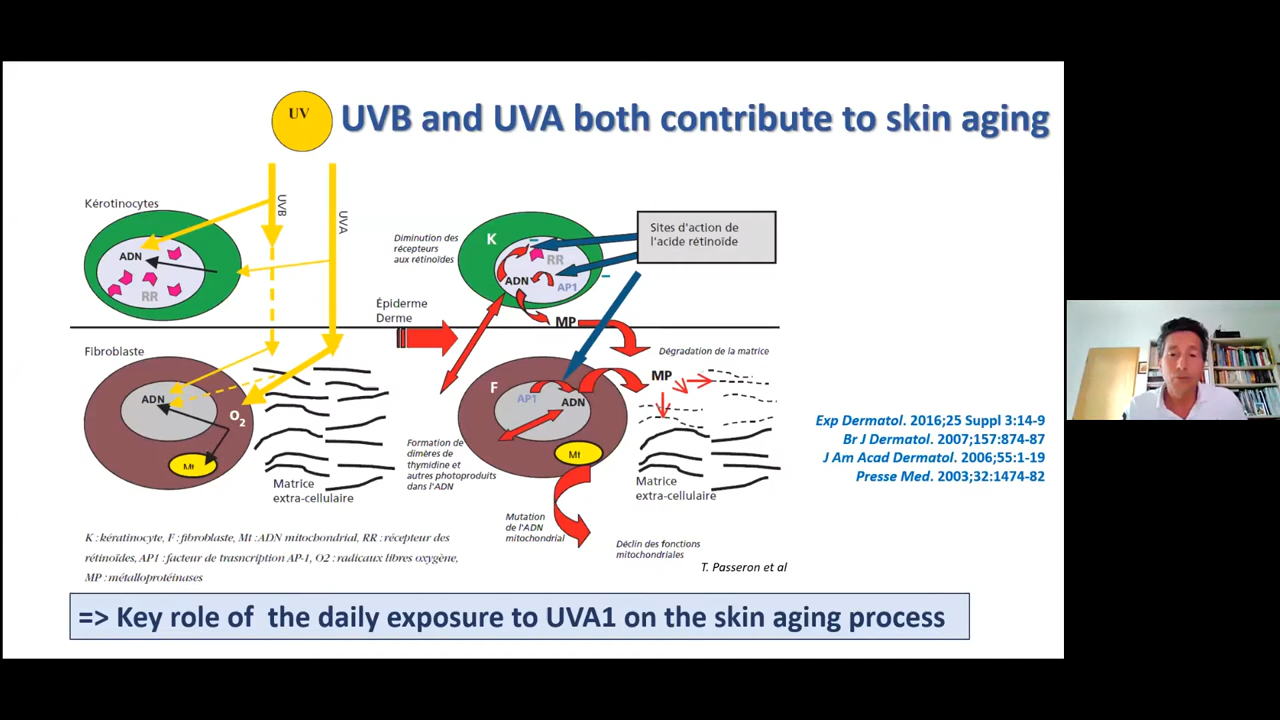 UV
UVB and UVA both contribute to skin aging
Kérotinocytes
UVB
UVA
ADN
RR
Diminution des
récepteurs
aux rétinoïdes
K
RR
ADN
AP1
Sites d'action de
l'acide rétinoïde
MP
Épiderme
Derme
Fibroblaste
ADN
O2
Mt
Matrice
extra-cellulaire
F
AP1
ADN
Mt
Dégradation de la matrice
MP
Formation de
dimères de
thymidine et
autres photoproduits
dans l'ADN
Matrice
extra-cellulaire
Mutation
de l'ADN
mitochondrial
Déclin des fonctions
mitochondriales
Exp Dermatol. 2016;25 Suppl 3:14-9
Br J Dermatol. 2007;157:874-87
J Am Acad Dermatol. 2006;55:1-19
Presse Med. 2003;32:1474-82
K : kératinocyte, F : fibroblaste, Mt : ADN mitochondrial, RR : récepteur des
rétinoïdes, AP1 : facteur de trasncription AP-1, O2 : radicaux libres oxygène,
MP : métalloprotéinases
T. Passeron et al
=> Key role of the daily exposure to UVA1 on the skin aging process